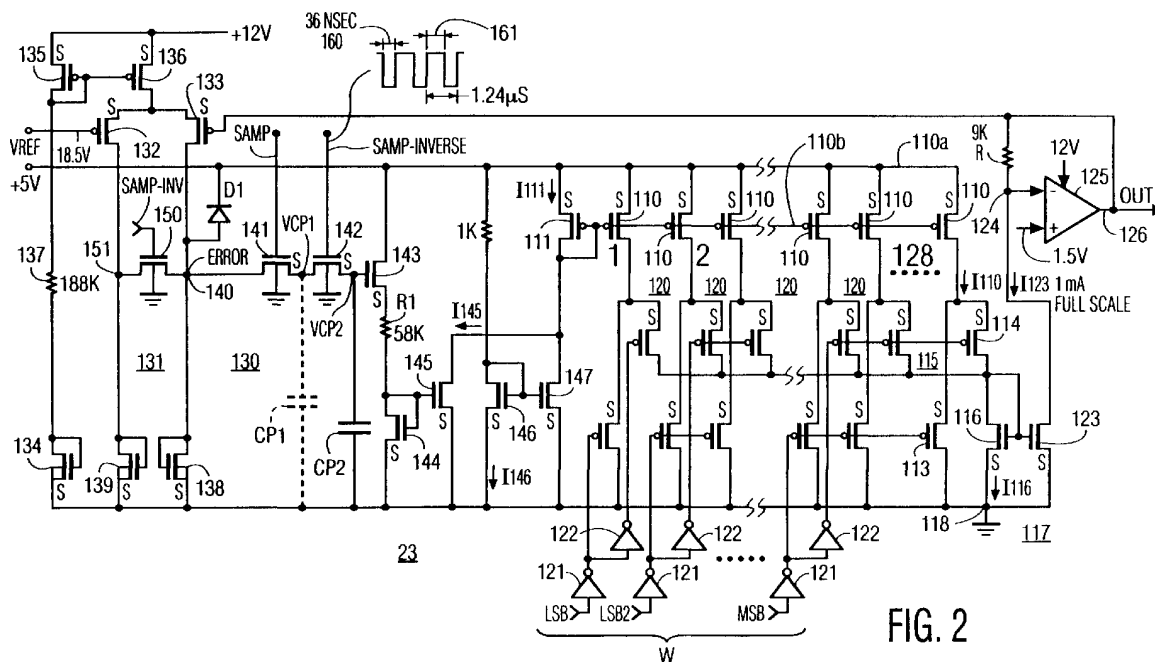 36 NSEC
160
161
1.24μS
+12V
135
S
S
136
133
S
S
VREF
18.5V
132
SAMP
SAMP-INVERSE
+5V
SAMP-INV
150
D1
141
VCP1
142
143
151
ERROR
S
S
140
137
188K
VCP2
R1
58K
131
130
CP1
CP2
134
S
139
S
138
S
145
144
S
S
I145
1K
146
S
147
S
I146
I111
S
111
S
110
S
110
S
110
110b
110a
S
110
S
110
S
110
1
2
128
120
120
120
120
I110
S
S
S
S
S
S
114
115
S
S
S
S
S
S
113
116
S
S
123
I116
118
117
9K
R
12V
125
OUT
124
126
-
+
1.5V
I123
1 mA
FULL SCALE
122
122
122
121
121
121
LSB
LSB2
MSB
W
23
FIG. 2